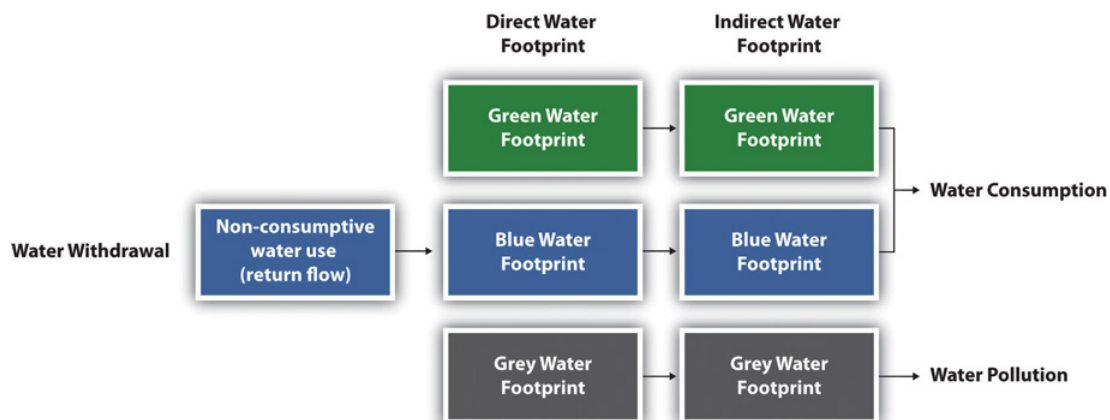 Direct Water
Footprint
Indirect Water
Footprint
Green Water
Footprint
Green Water
Footprint
Water Consumption
Water Withdrawal
Non-consumptive
water use
(return flow)
Blue Water
Footprint
Blue Water
Footprint
Grey Water
Footprint
Grey Water
Footprint
Water Pollution